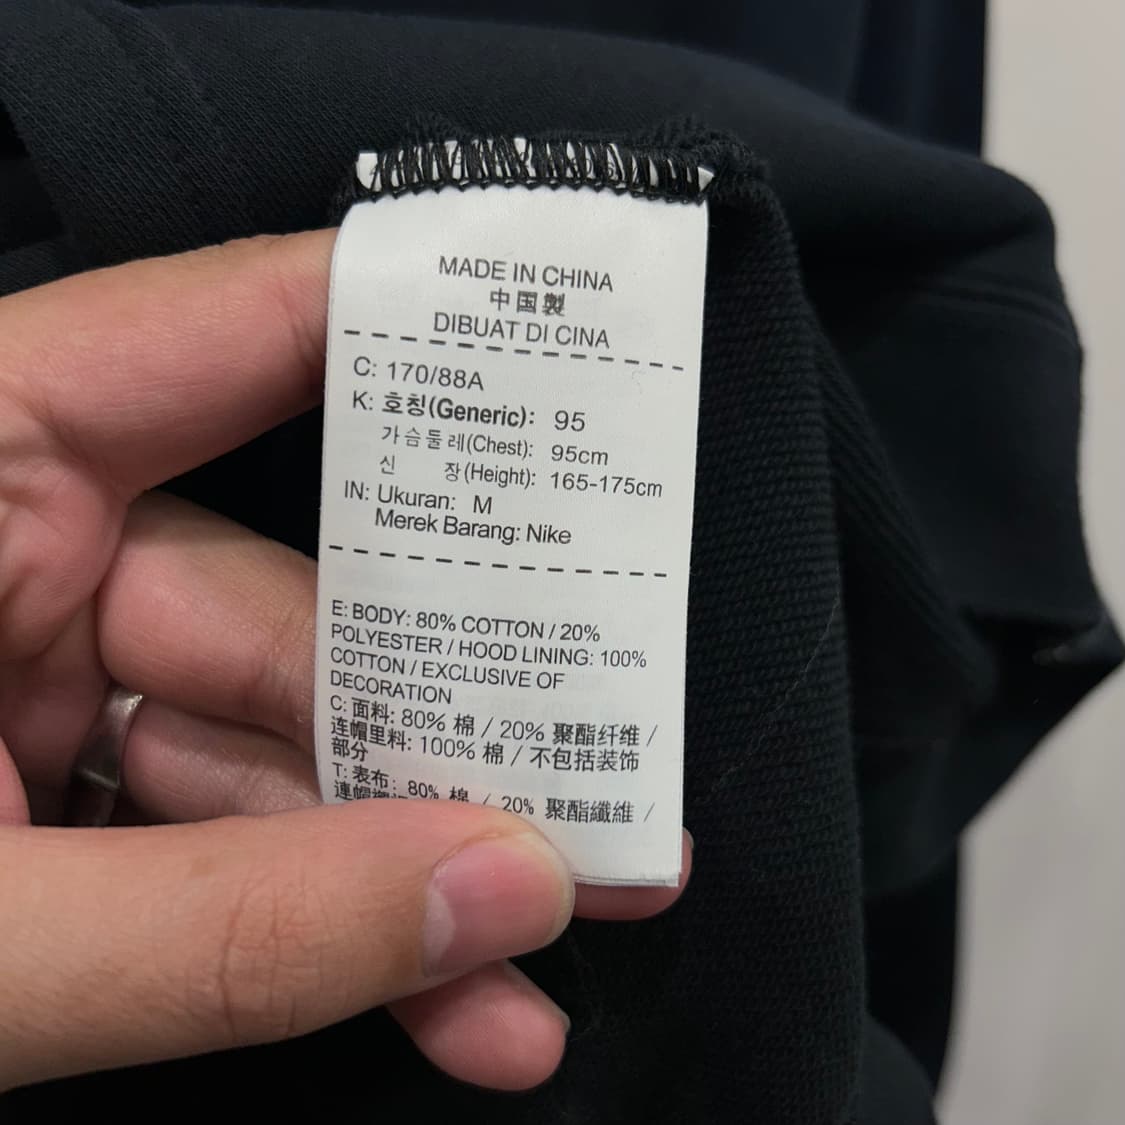 MADE IN CHINA
中国製
DIBUAT DI CINA
C: 170/88A
K: 호칭(Generic): 95
가슴둘레(Chest): 95cm
신 장(Height): 165-175cm
IN: Ukuran: M
Merek Barang: Nike
E: BODY: 80% COTTON / 20%
POLYESTER / HOOD LINING: 100%
COTTON / EXCLUSIVE OF
DECORATION
C: 面料: 80% 棉 / 20% 聚酯纤维 /
连帽里料: 100% 棉 / 不包括装饰
部分
T: 表布: 80% 棉 / 20% 聚酯纖維 /
連帽